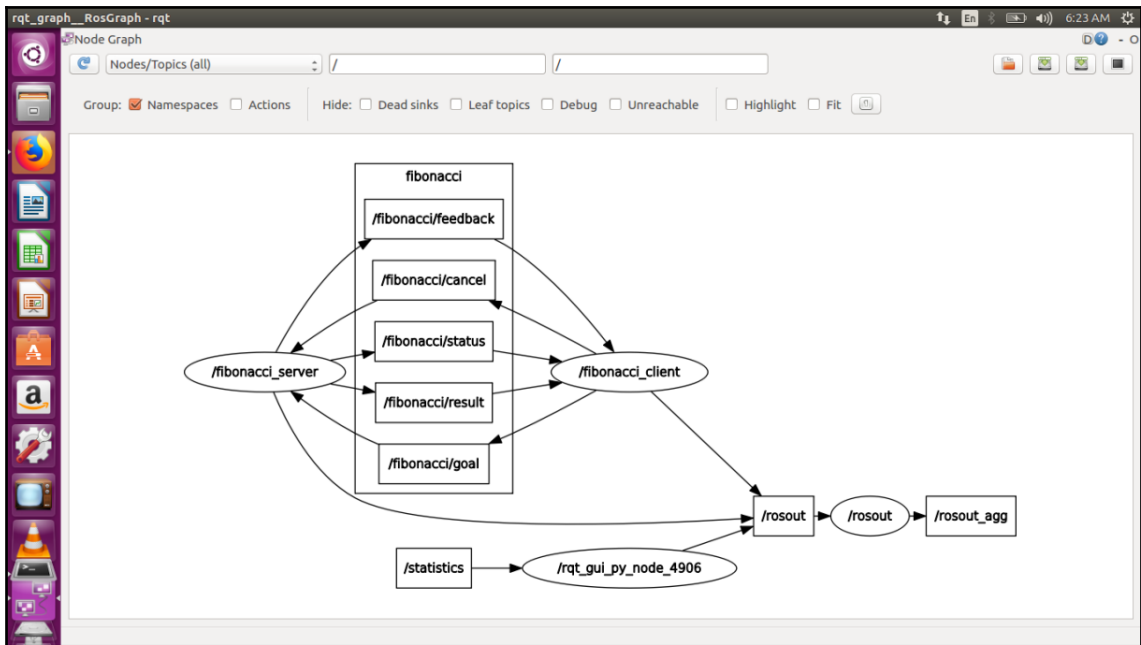 rqt_graph__RosGraph - rqt
En
6:23 AM
Node Graph
D
- O
Nodes/Topics (all)
/
/
Group: Namespaces Actions Hide: Dead sinks Leaf topics Debug Unreachable Highlight Fit
fibonacci
/fibonacci/feedback
/fibonacci/cancel
/fibonacci/status
/fibonacci_server
/fibonacci_client
/fibonacci/result
/fibonacci/goal
/rosout
/rosout
/rosout_agg
/statistics
/rqt_gui_py_node_4906